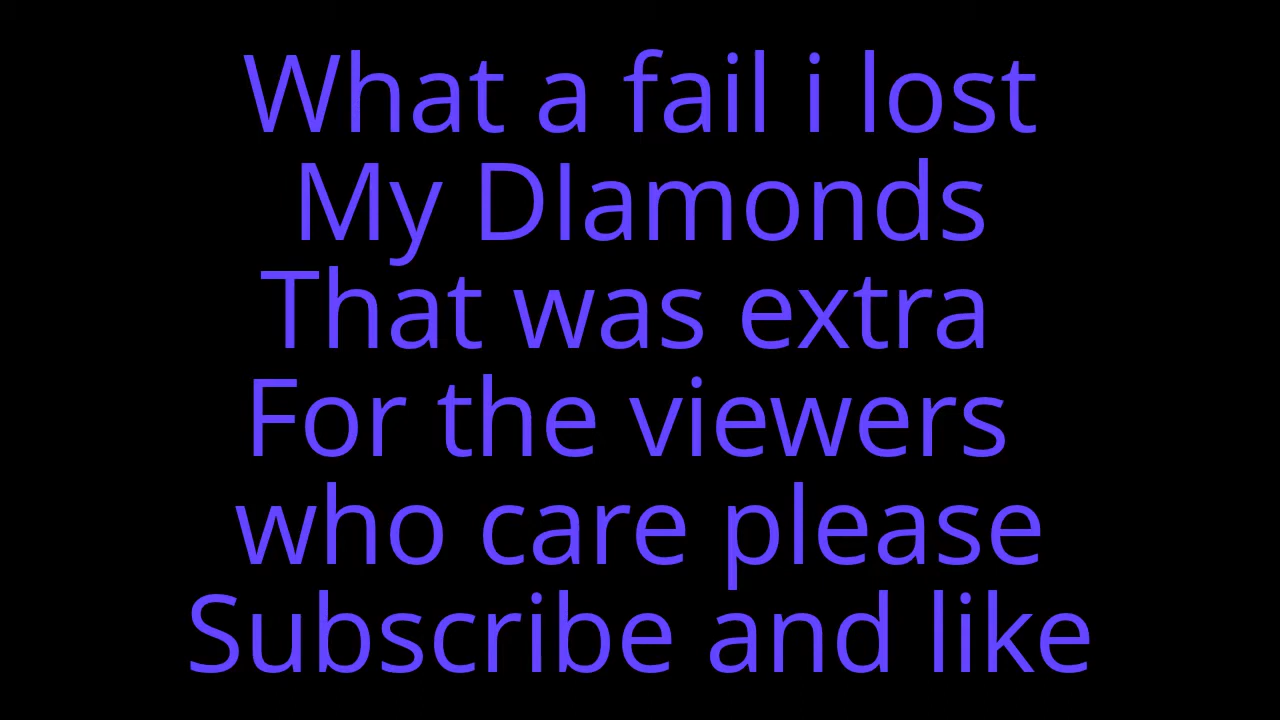 What a fail i lost
My DIamonds
That was extra
For the viewers
who care please
Subscribe and like